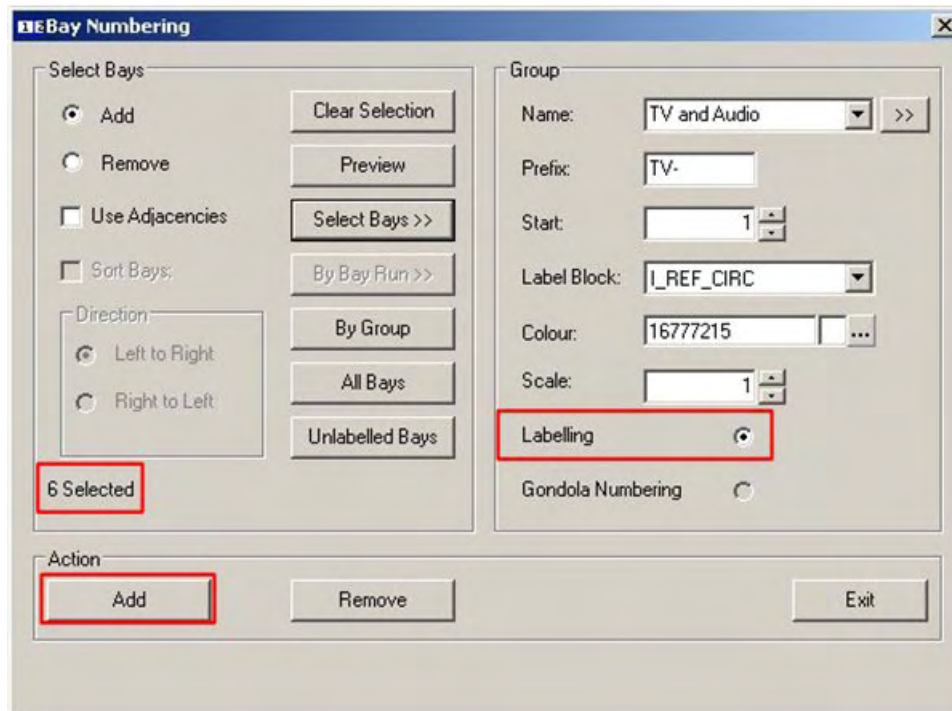 Bay Numbering
Select Bays
Add
Remove
Use Adjacencies
Sort Bays:
Direction
Left to Right
Right to Left
6 Selected
Clear Selection
Preview
Select Bays >>
By Bay Run >>
By Group
All Bays
Unlabelled Bays
Group
Name: TV and Audio >>
Prefix: TV-
Start: 1
Label Block: I_REF_CIRC
Colour: 16777215 ...
Scale: 1
Labelling
Gondola Numbering
Action
Add Remove Exit